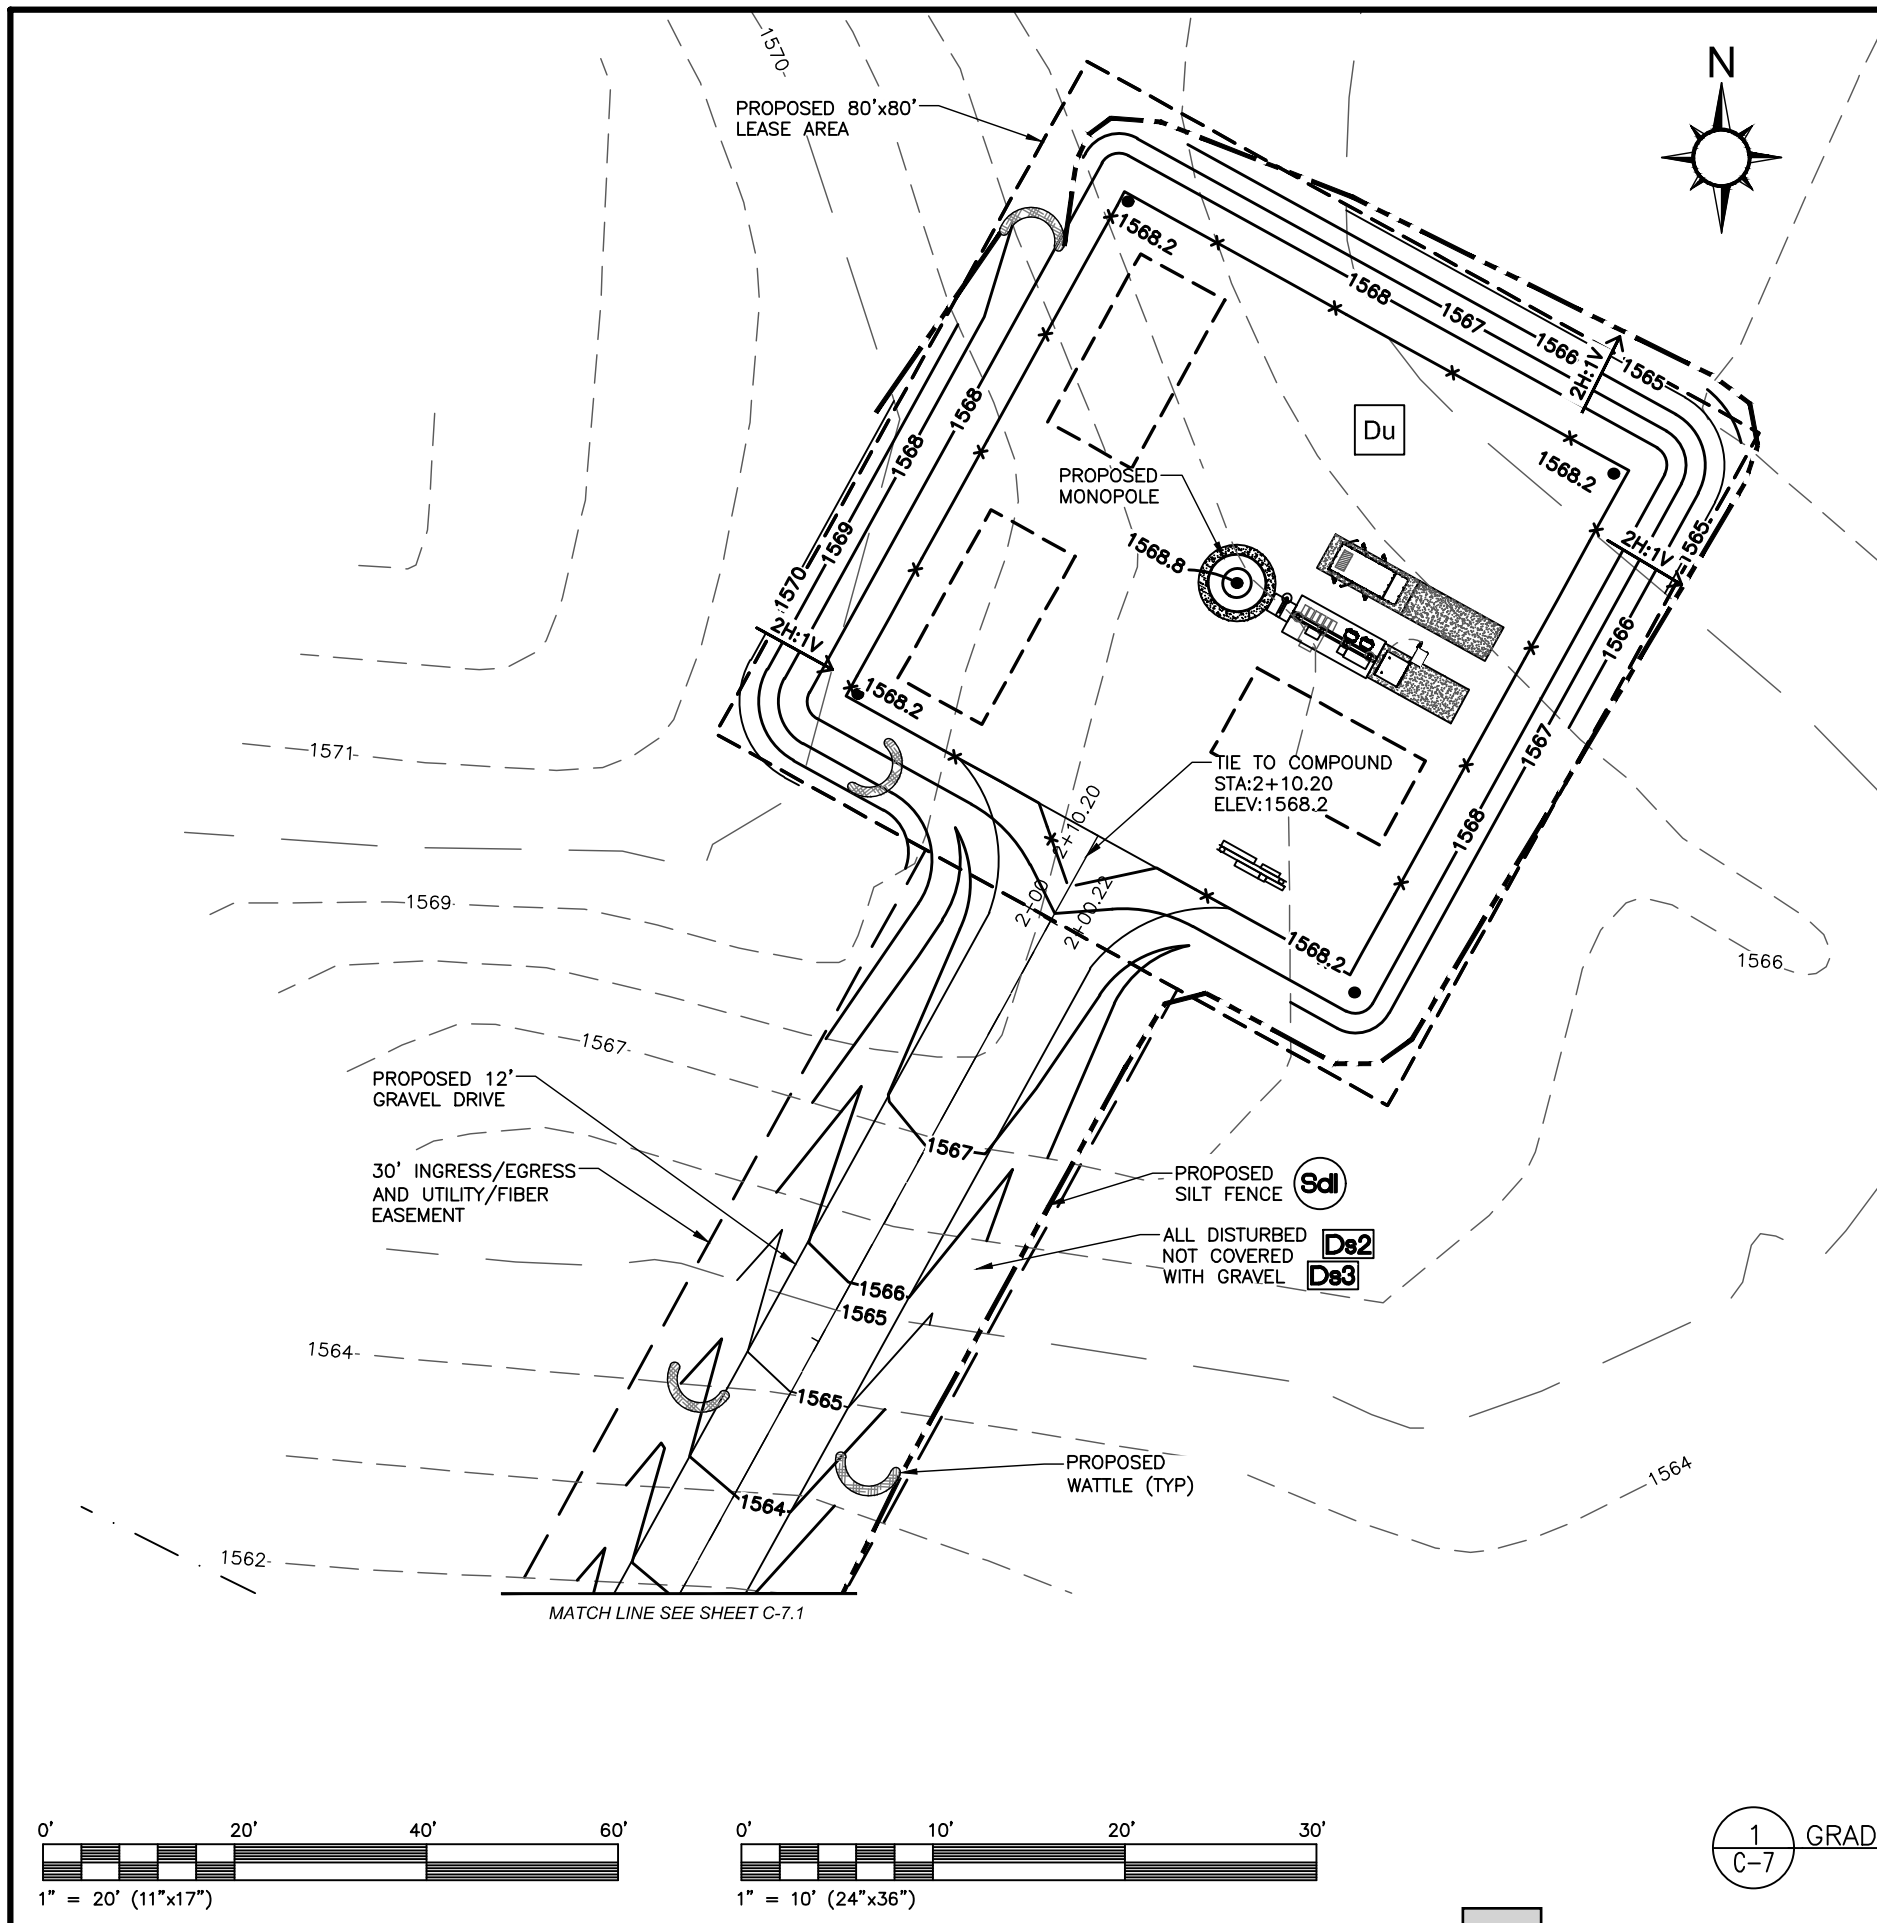 N
1570
PROPOSED 80'x80'
LEASE AREA
1568.2
1568
1567
1566
1565
2H:1V
1568
1568
1569
1570
2H:1V
Du
PROPOSED
MONOPOLE
1568.8
1568.2
2H:1V
1565
1566
1567
1568
1568.2
1571
TIE TO COMPOUND
STA:2+10.20
ELEV:1568.2
2+10.20
2+00
2+00.22
1569
1568.2
1566
1567
PROPOSED 12'
GRAVEL DRIVE
1567
30' INGRESS/EGRESS
AND UTILITY/FIBER
EASEMENT
PROPOSED
SILT FENCE
Sd1
ALL DISTURBED
NOT COVERED
WITH GRAVEL
Ds2
Ds3
1566
1565
1564
1565
PROPOSED
WATTLE (TYP)
1564
1564
1562
MATCH LINE SEE SHEET C-7.1
0' 20' 40' 60'
1" = 20' (11"x17")
0' 10' 20' 30'
1" = 10' (24"x36")
1
C-7
GRAD